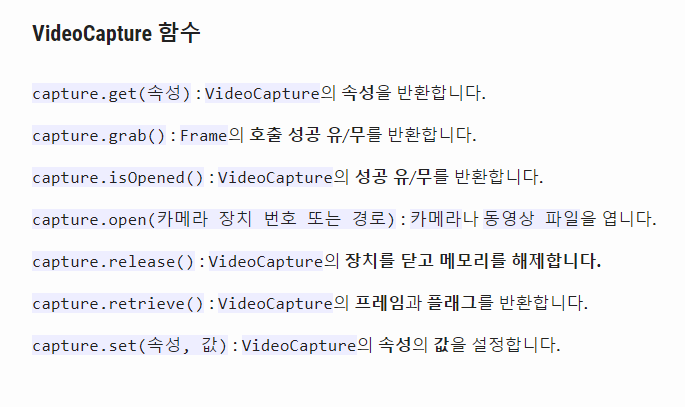 VideoCapture 함수
capture.get(속성) : VideoCapture의 속성을 반환합니다.
capture.grab() : Frame의 호출 성공 유/무를 반환합니다.
capture.isOpened() : VideoCapture의 성공 유/무를 반환합니다.
capture.open(카메라 장치 번호 또는 경로) : 카메라나 동영상 파일을 엽니다.
capture.release() : VideoCapture의 장치를 닫고 메모리를 해제합니다.
capture.retrieve() : VideoCapture의 프레임과 플래그를 반환합니다.
capture.set(속성, 값) : VideoCapture의 속성의 값을 설정합니다.